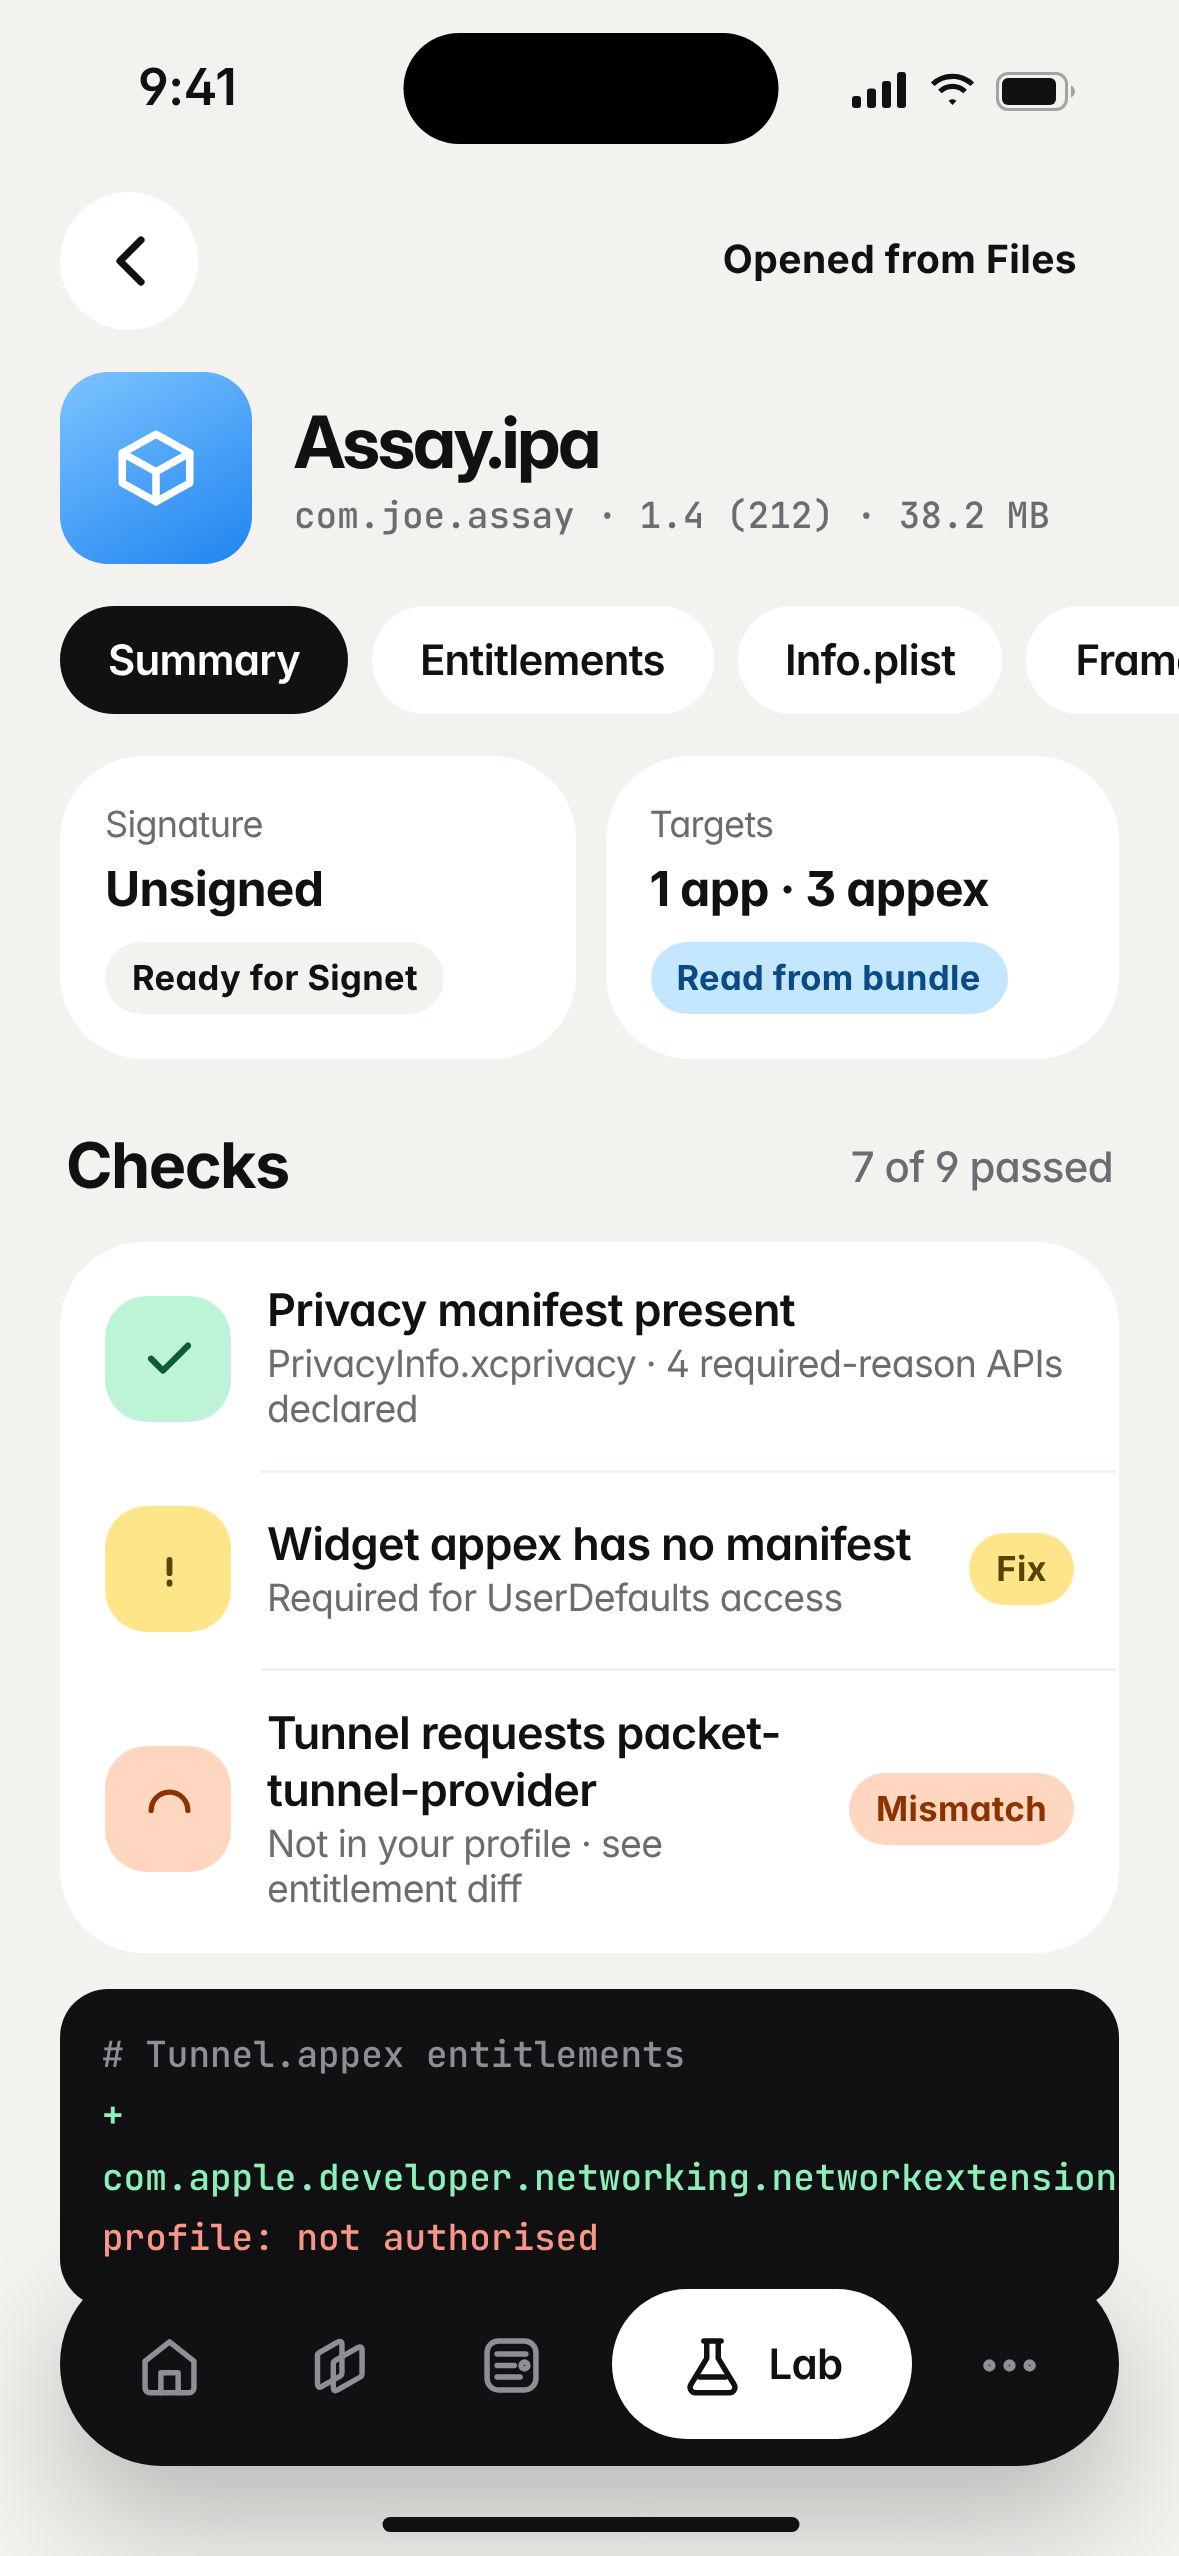 9:41
Opened from Files
Assay.ipa
com.joe.assay · 1.4 (212) · 38.2 MB
Summary
Entitlements
Info.plist
Signature
Unsigned
Ready for Signet
Targets
1 app · 3 appex
Read from bundle
Checks
7 of 9 passed
Privacy manifest present
PrivacyInfo.xcprivacy · 4 required-reason APIs
declared
Widget appex has no manifest
Required for UserDefaults access
Fix
Tunnel requests packet-
tunnel-provider
Not in your profile · see
entitlement diff
Mismatch
# Tunnel.appex entitlements
+
com.apple.developer.networking.networkextension
profile: not authorised
Lab